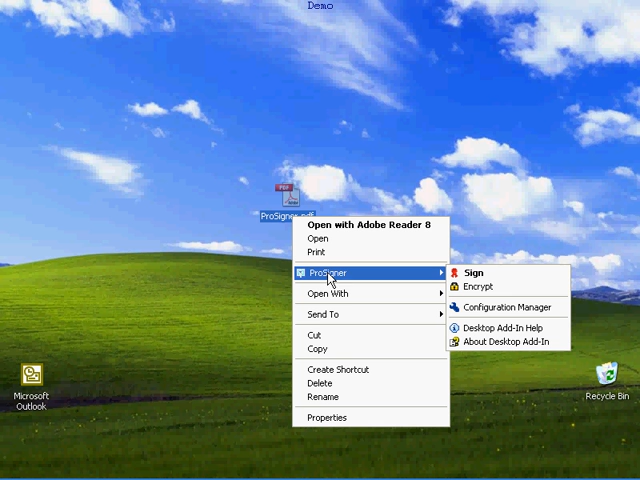 Demo
PDF
ProSigner.pdf
Open with Adobe Reader 8
Open
Print
ProSigner
Open With
Send To
Cut
Copy
Create Shortcut
Delete
Rename
Properties
Sign
Encrypt
Configuration Manager
Desktop Add-In Help
About Desktop Add-In
Microsoft
Outlook
Recycle Bin